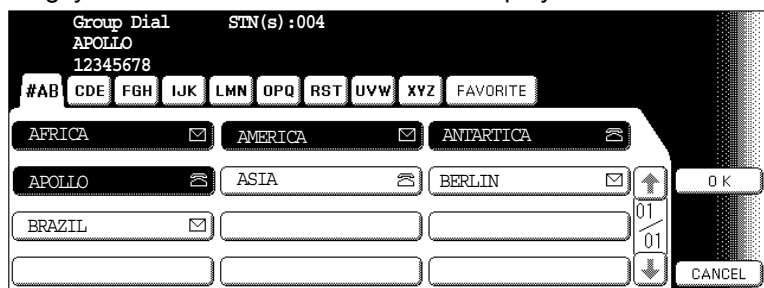 Group Dial STN(s):004
APOLLO
12345678
#AB CDE FGH IJK LMN OPQ RST UVW XYZ FAVORITE
AFRICA AMERICA ANTARTICA
APOLLO ASIA BERLIN OK
BRAZIL 01
01
CANCEL